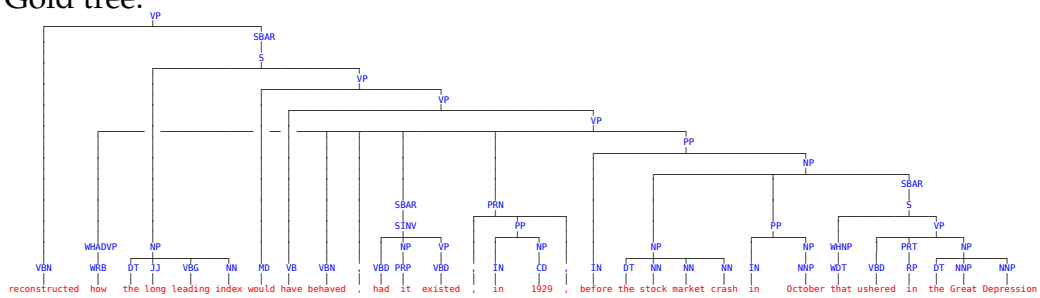 Gold tree:
VP
SBAR
S
VP
VP
VP
PP
NP
SBAR PRN SBAR
S
SINV PP PP VP
WHADVP NP NP VP NP NP NP WHNP PRT NP
VBN WRB DT JJ VBG NN MD VB VBN , VBD PRP VBD , IN CD , IN DT NN NN NN IN NNP WDT VBD RP DT NNP NNP
reconstructed how the long leading index would have behaved , had it existed , in 1929 , before the stock market crash in October that ushered in the Great Depression